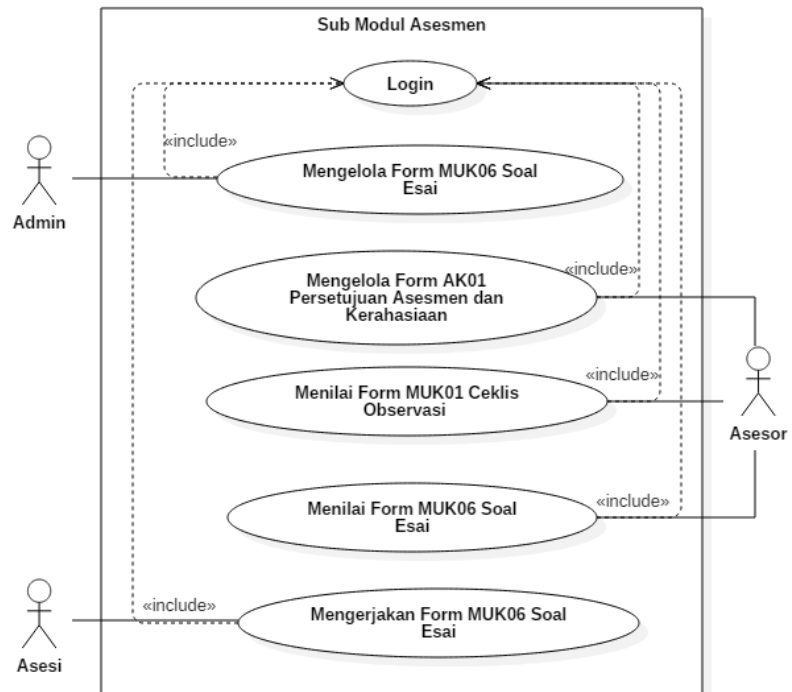 Sub Modul Asesmen
Login
«include»
Mengelola Form MUK06 Soal
Esai
Admin
«include»
Mengelola Form AK01
Persetujuan Asesmen dan
Kerahasiaan
«include»
Menilai Form MUK01 Ceklis
Observasi
Asesor
«include»
Menilai Form MUK06 Soal
Esai
«include»
Mengerjakan Form MUK06 Soal
Esai
Asesi